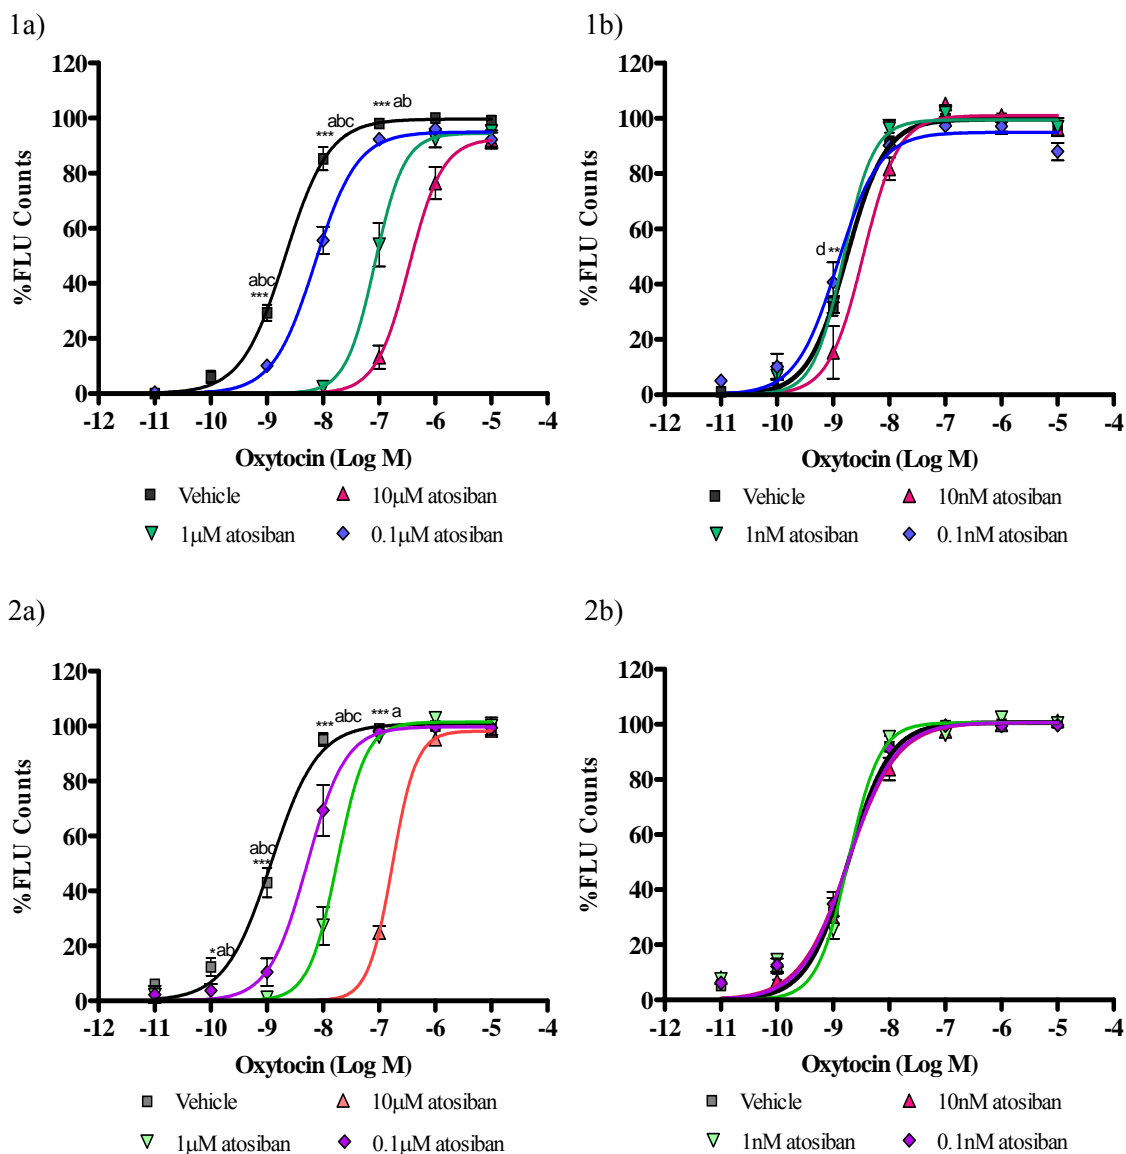 1a)
120
100
80
60
40
20
0
%FLU Counts
*** ab
abc
***
abc
***
-12 -11 -10 -9 -8 -7 -6 -5 -4
Oxytocin (Log M)
Vehicle 10μM atosiban
1μM atosiban 0.1μM atosiban
1b)
120
100
80
60
40
20
0
%FLU Counts
d **
-12 -11 -10 -9 -8 -7 -6 -5 -4
Oxytocin (Log M)
Vehicle 10nM atosiban
1nM atosiban 0.1nM atosiban
2a)
120
100
80
60
40
20
0
%FLU Counts
*** abc *** a
abc
***
* ab
-12 -11 -10 -9 -8 -7 -6 -5 -4
Oxytocin (Log M)
Vehicle 10μM atosiban
1μM atosiban 0.1μM atosiban
2b)
120
100
80
60
40
20
0
%FLU Counts
-12 -11 -10 -9 -8 -7 -6 -5 -4
Oxytocin (Log M)
Vehicle 10nM atosiban
1nM atosiban 0.1nM atosiban